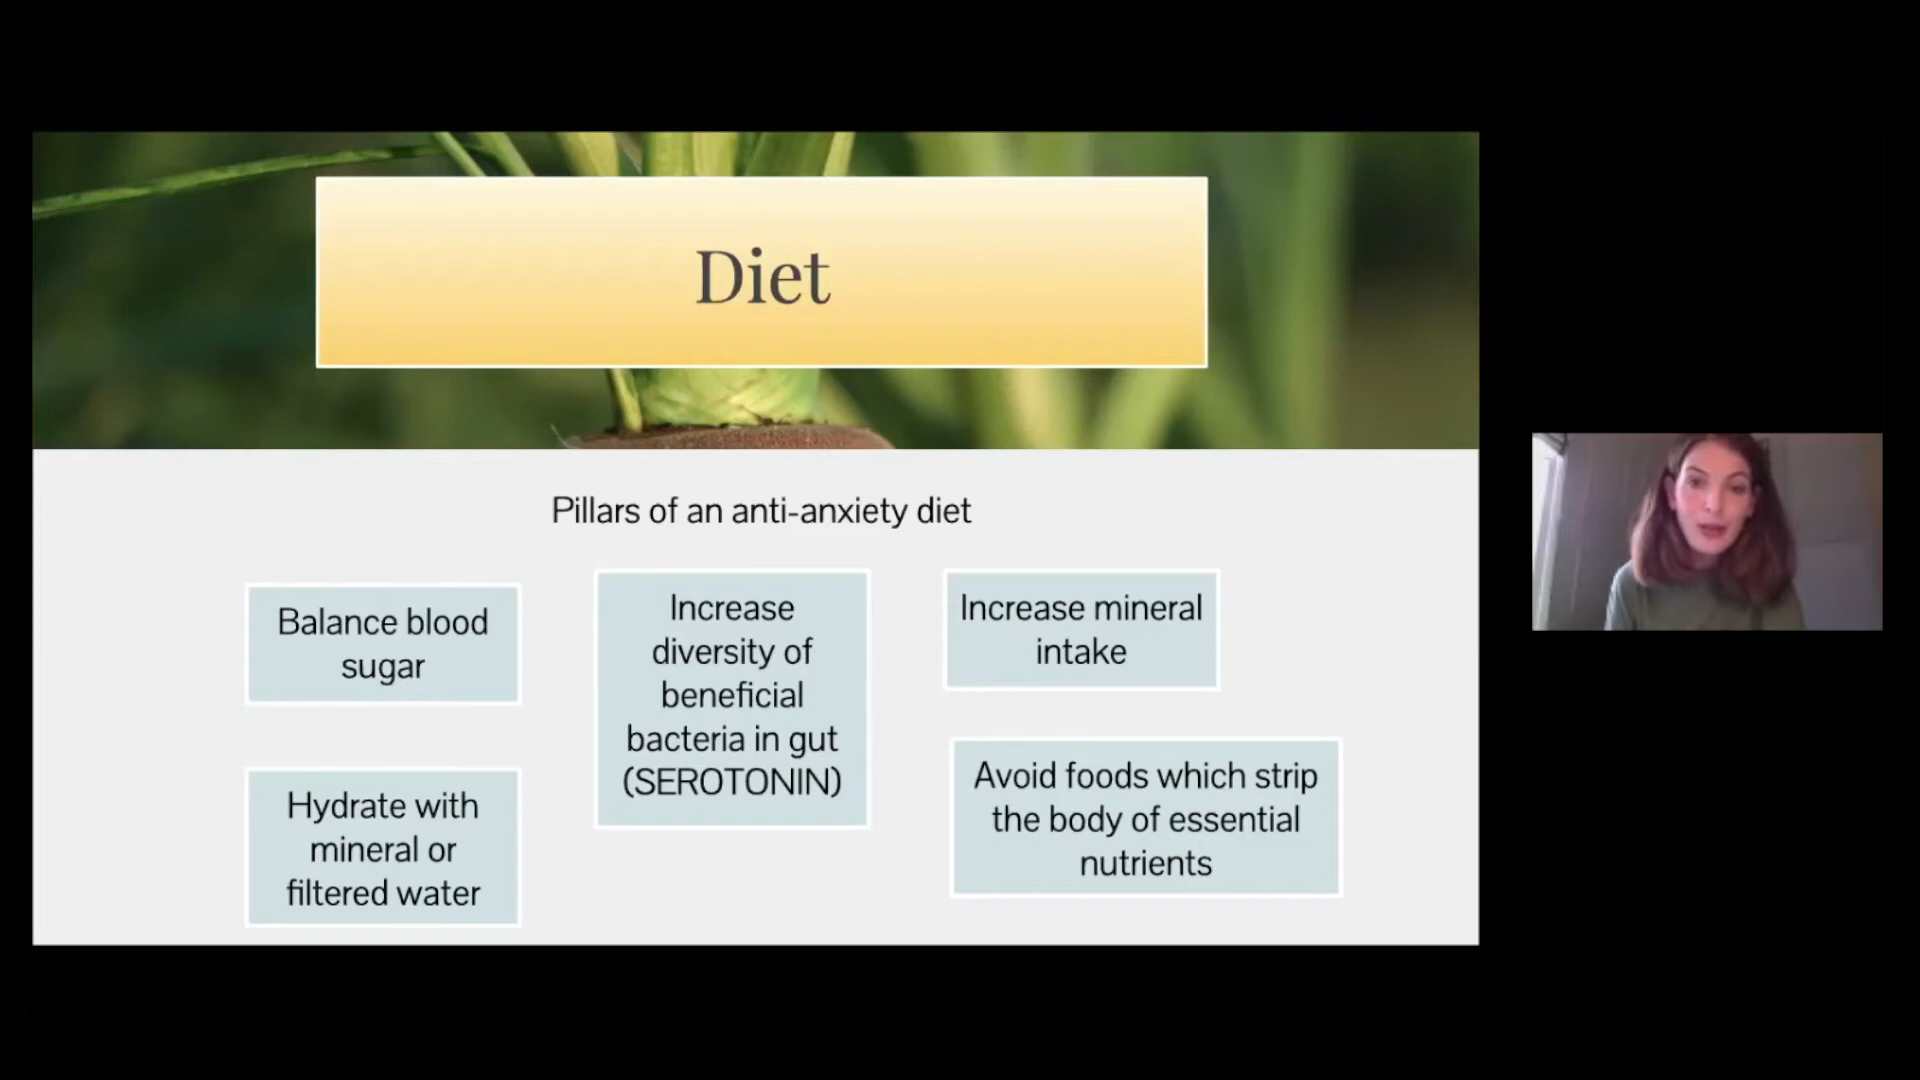 Diet
Pillars of an anti-anxiety diet
Balance blood
sugar
Increase
diversity of
beneficial
bacteria in gut
(SEROTONIN)
Increase mineral
intake
Hydrate with
mineral or
filtered water
Avoid foods which strip
the body of essential
nutrients